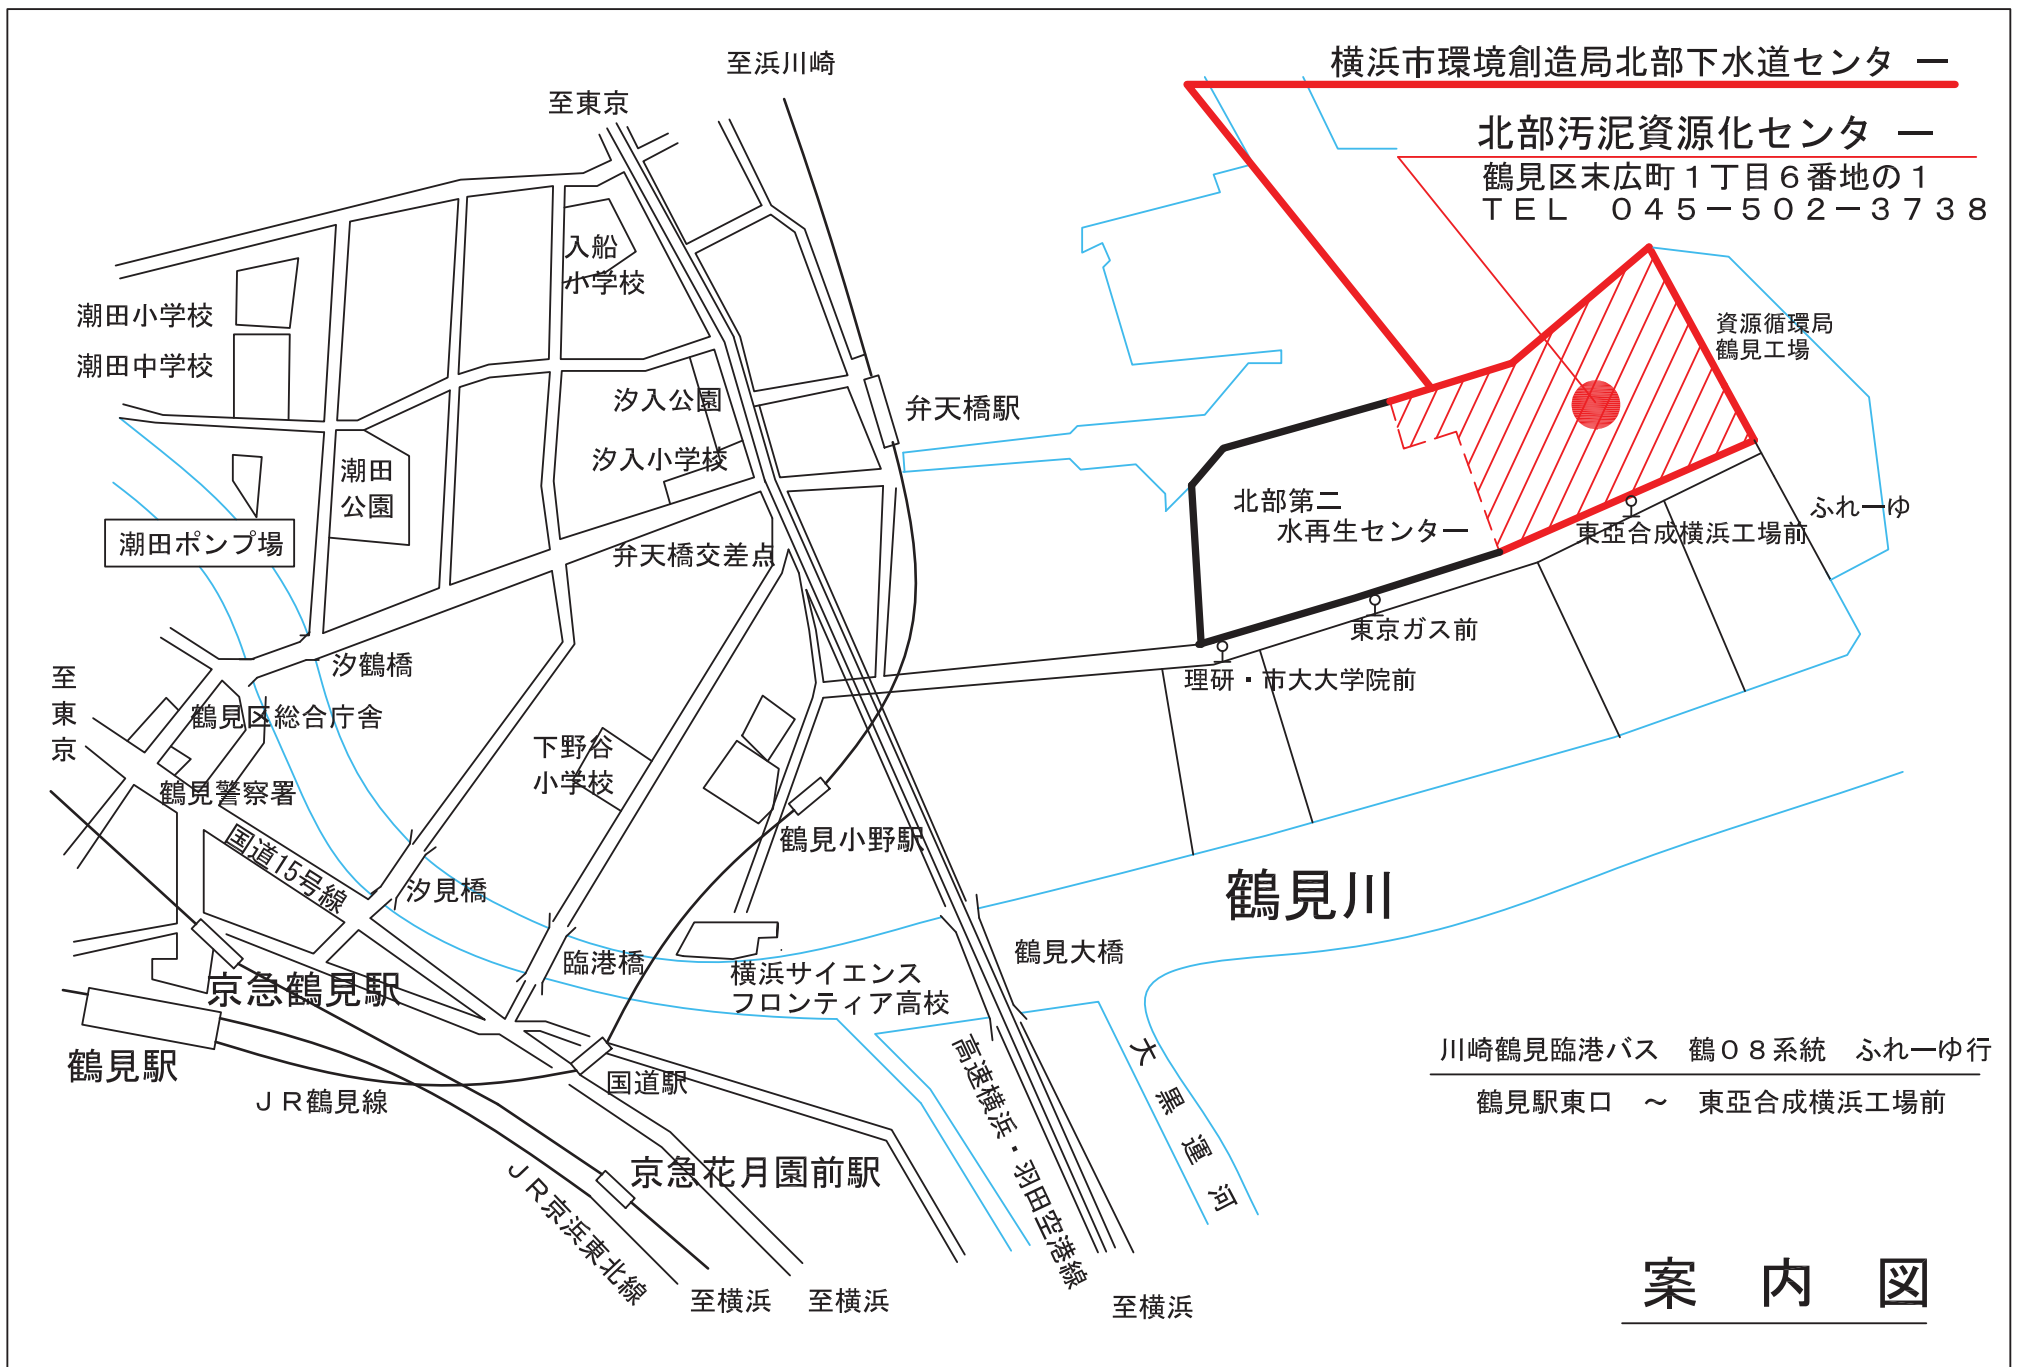 至浜川崎
至東京
横浜市環境創造局北部下水道センター
北部汚泥資源化センター
鶴見区末広町１丁目６番地の１
ＴＥＬ　０４５－５０２－３７３８
入船
小学校
潮田小学校
潮田中学校
資源循環局
鶴見工場
汐入公園
弁天橋駅
汐入小学校
潮田
公園
北部第二
水再生センター
ふれーゆ
潮田ポンプ場
弁天橋交差点
東亞合成横浜工場前
東京ガス前
汐鶴橋
理研・市大大学院前
至東京
鶴見区総合庁舎
下野谷
小学校
鶴見警察署
国道15号線
鶴見小野駅
汐見橋
鶴見川
臨港橋
鶴見大橋
横浜サイエンス
フロンティア高校
京急鶴見駅
鶴見駅
ＪＲ鶴見線
国道駅
高速横浜・羽田空港線
大黒運河
川崎鶴見臨港バス　鶴０８系統　ふれーゆ行
鶴見駅東口　～　東亞合成横浜工場前
京急花月園前駅
ＪＲ京浜東北線
至横浜
至横浜
至横浜
案　内　図